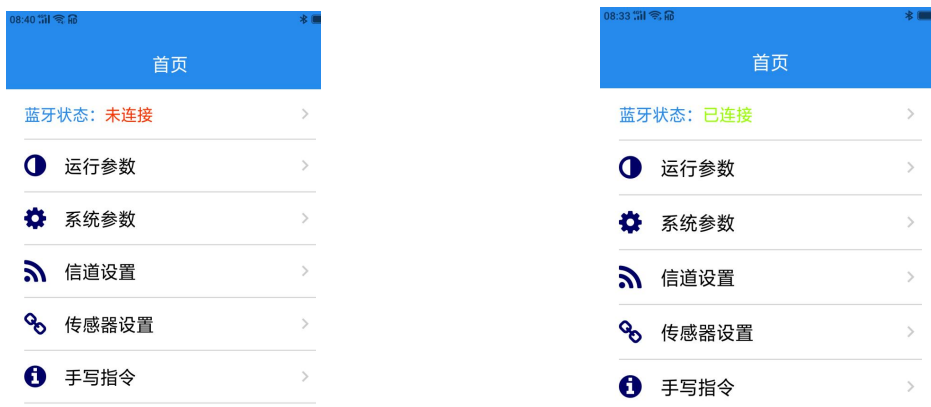 08:40
首页
蓝牙状态：未连接
运行参数
系统参数
信道设置
传感器设置
手写指令
08:33
首页
蓝牙状态：已连接
运行参数
系统参数
信道设置
传感器设置
手写指令